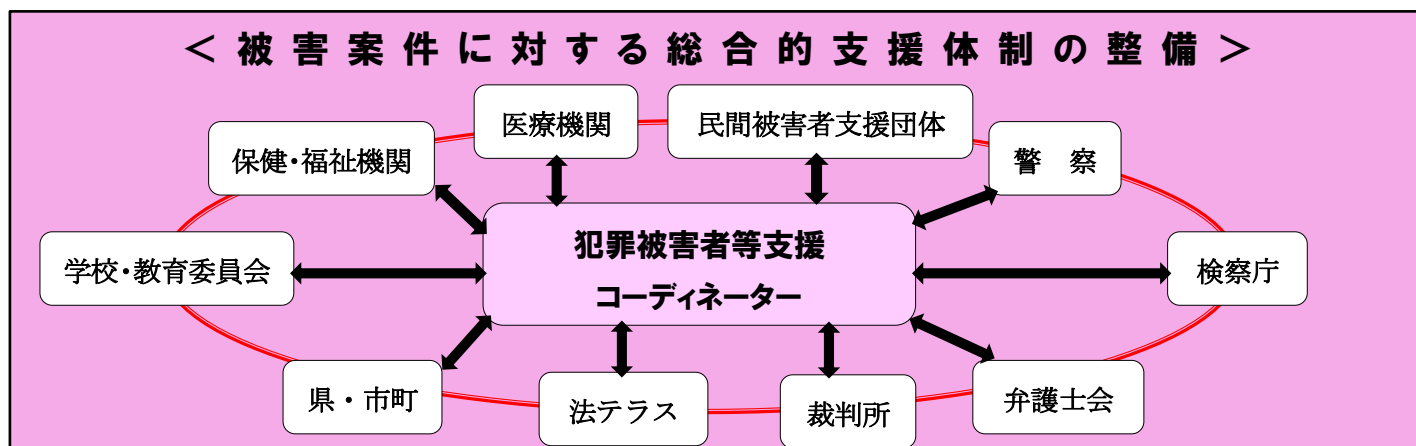 ＜被害案件に対する総合的支援体制の整備＞
医療機関
民間被害者支援団体
保健・福祉機関
警　察
犯罪被害者等支援
コーディネーター
学校・教育委員会
検察庁
県・市町
法テラス
裁判所
弁護士会